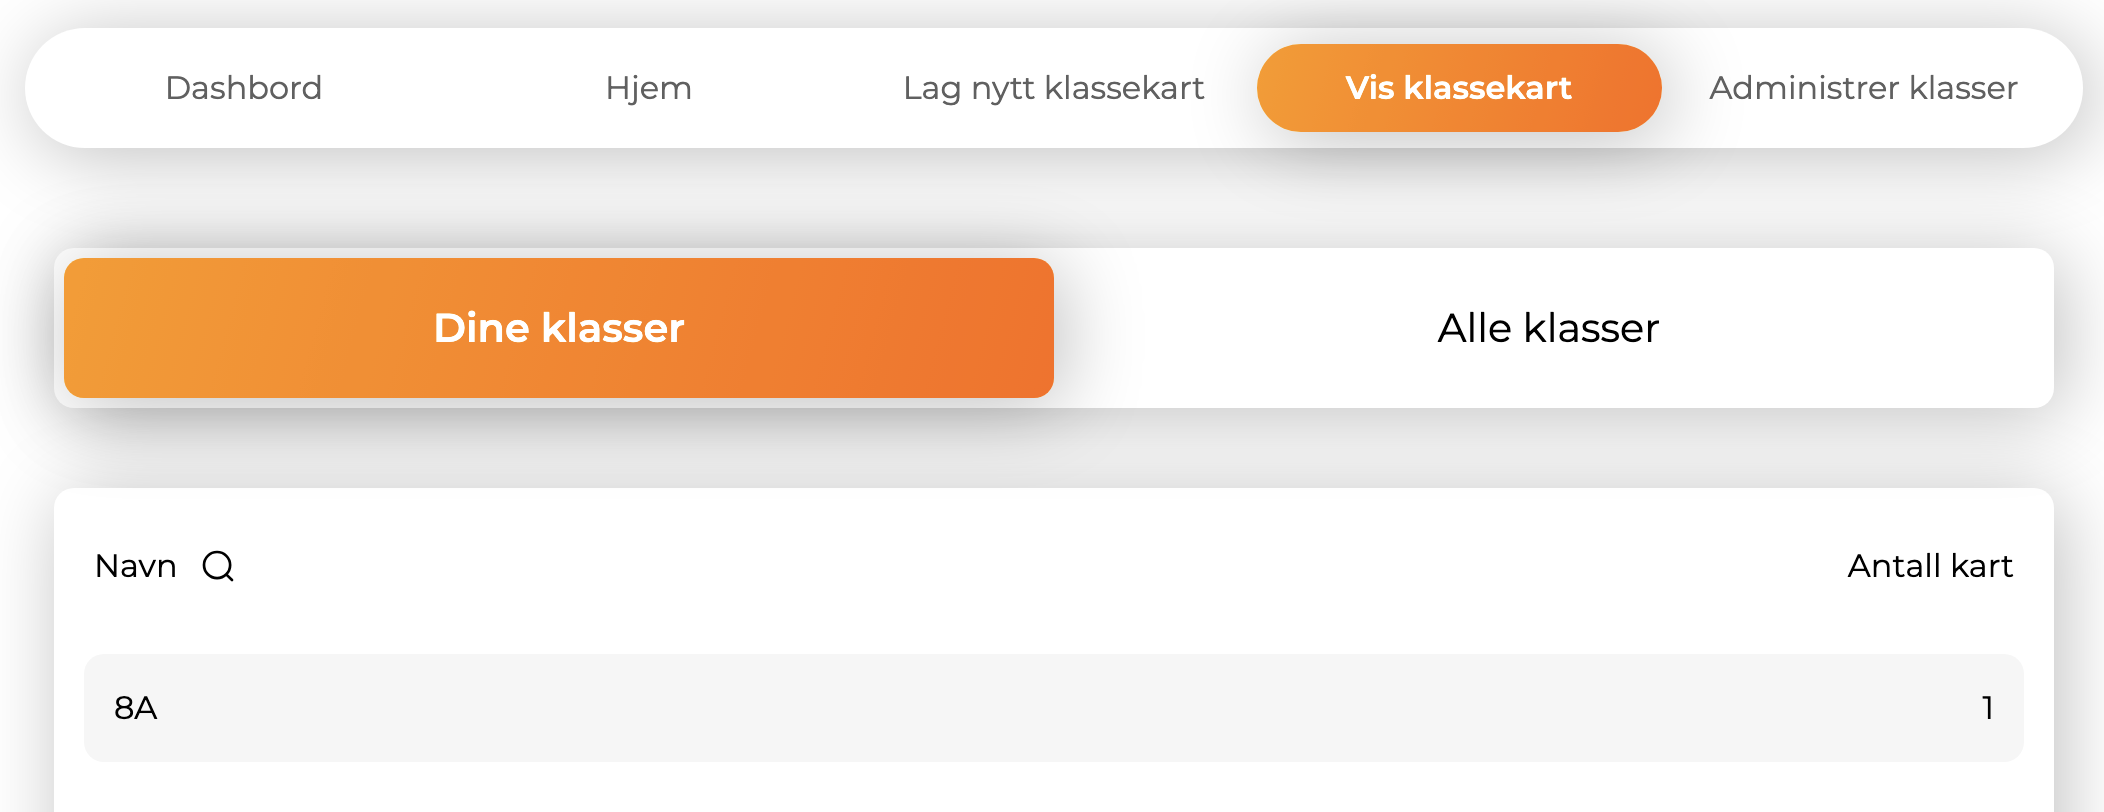 Dashbord Hjem Lag nytt klassekart Vis klassekart Administrer klasser
Dine klasser Alle klasser
Navn Antall kart
8A 1